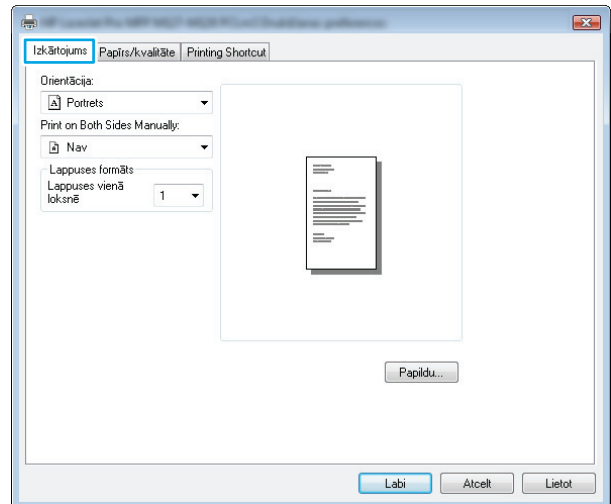 Izkārtojums Papīrs/kvalitāte Printing Shortcut
Orientācija:
Portrets
Print on Both Sides Manually:
Nav
Lappuses formāts
Lappuses vienā
loksnē
1
Papildu...
Labi Atcelt Lietot